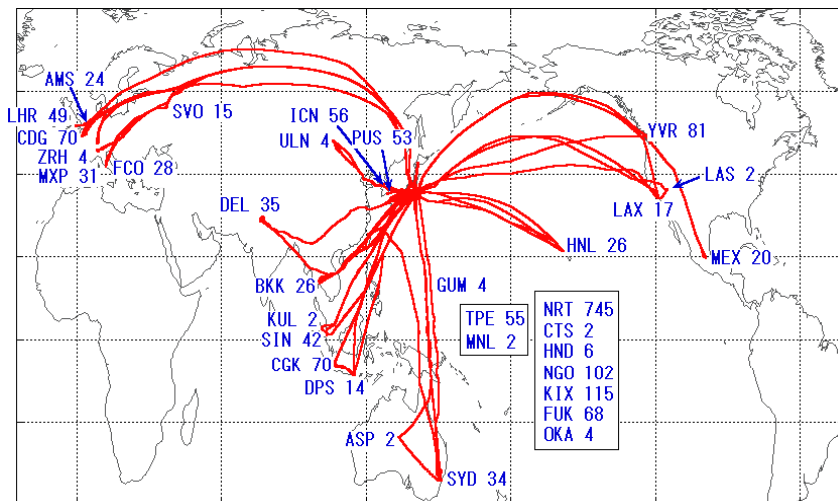 AMS 24
LHR 49
CDG 70
ZRH 4
MXP 31
FCO 28
SVO 15
ICN 56
ULN 4
PUS 53
YVR 81
LAS 2
LAX 17
DEL 35
HNL 26
MEX 20
BKK 26
GUM 4
KUL 2
SIN 42
CGK 70
DPS 14
TPE 55
MNL 2
NRT 745
CTS 2
HND 6
NGO 102
KIX 115
FUK 68
OKA 4
ASP 2
SYD 34